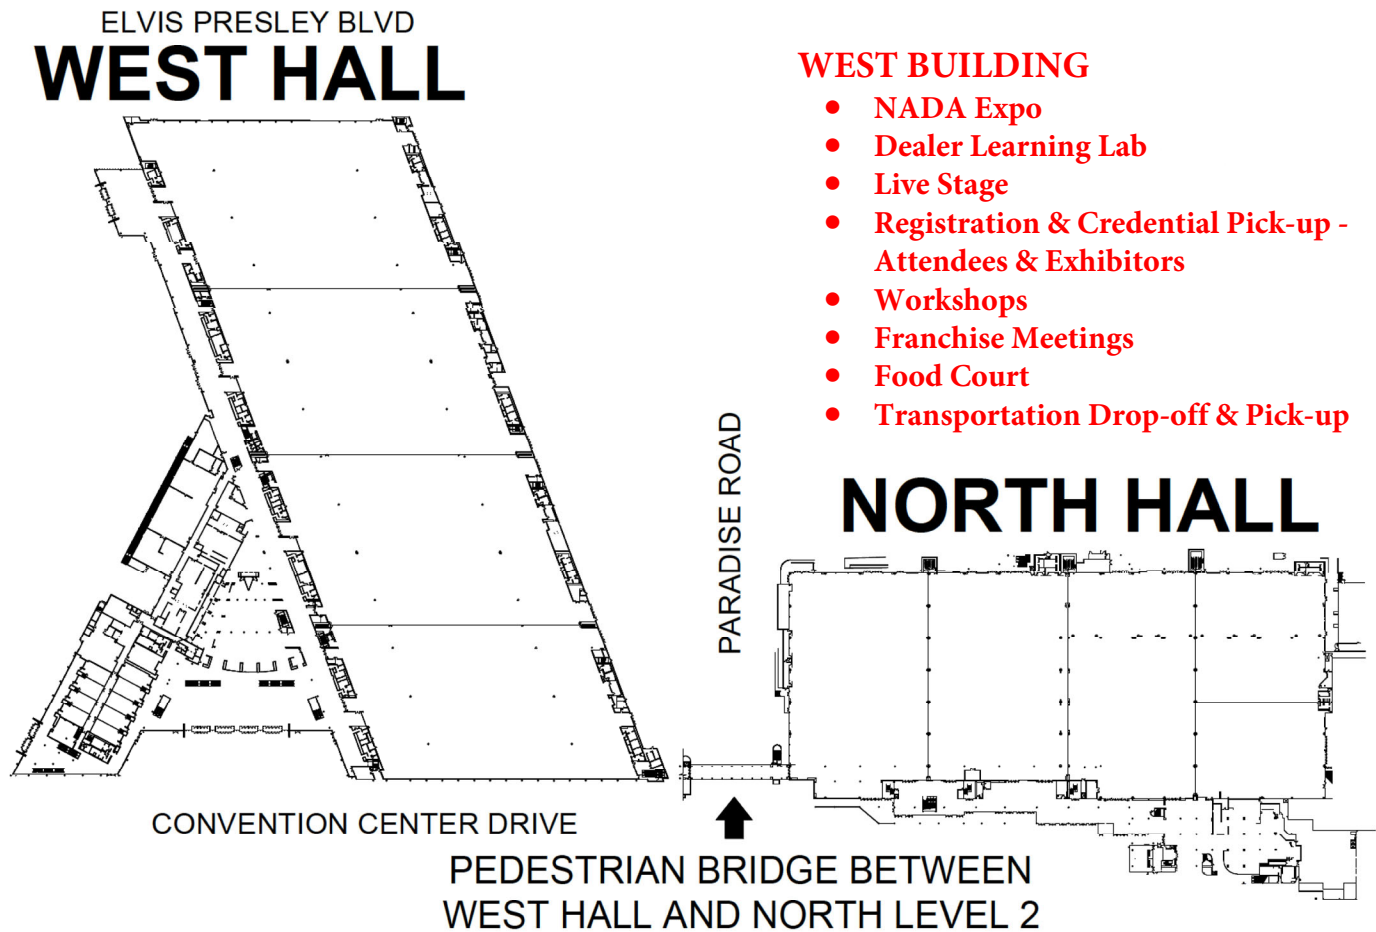 ELVIS PRESLEY BLVD
WEST HALL
WEST BUILDING
• NADA Expo
• Dealer Learning Lab
• Live Stage
• Registration & Credential Pick-up -
Attendees & Exhibitors
• Workshops
• Franchise Meetings
• Food Court
• Transportation Drop-off & Pick-up
PARADISE ROAD
NORTH HALL
CONVENTION CENTER DRIVE
PEDESTRIAN BRIDGE BETWEEN
WEST HALL AND NORTH LEVEL 2